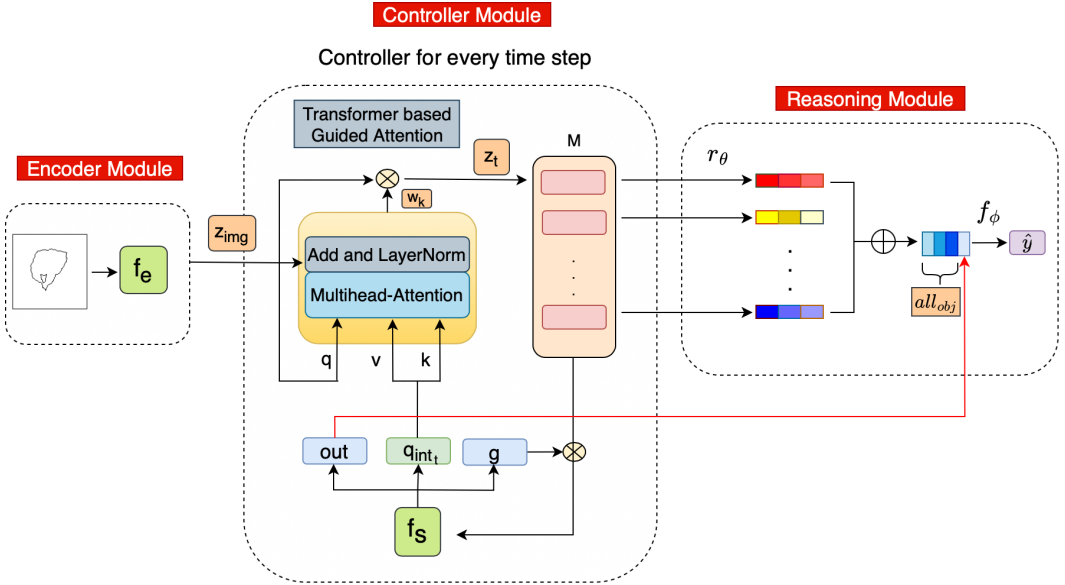 Controller Module
Controller for every time step
Reasoning Module
Encoder Module
Transformer based
Guided Attention
M
z_t
r_θ
w_k
z_img
f_ϕ
Add and LayerNorm
f_e
ŷ
Multihead-Attention
all_obj
q
v
k
out
q_int_t
g
f_s